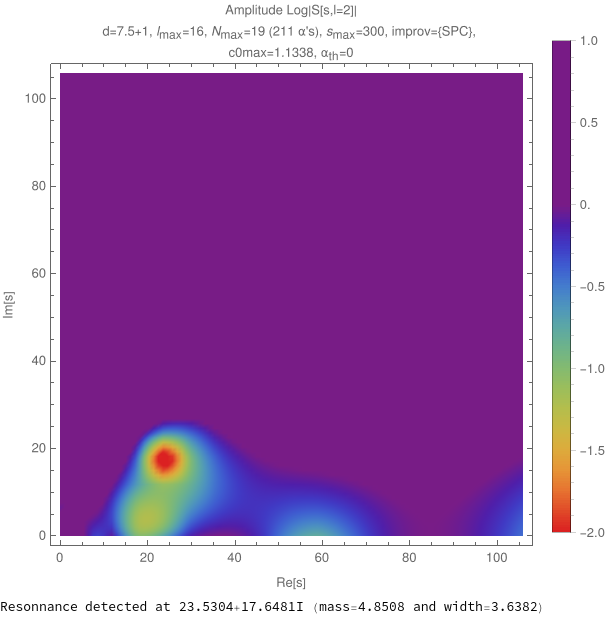 Amplitude Log|S[s,l=2]|
d=7.5+1, lmax=16, Nmax=19 (211 α's), smax=300, improv={SPC},
c0max=1.1338, αth=0
1.0
0.5
0.
−0.5
−1.0
−1.5
−2.0
100
80
60
40
20
0
Im[s]
0 20 40 60 80 100
Re[s]
Resonnance detected at 23.5304+17.6481I (mass=4.8508 and width=3.6382)